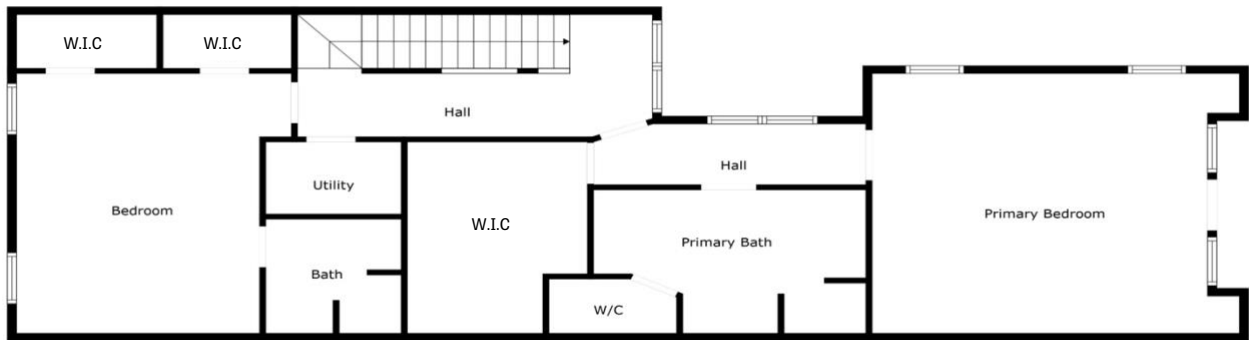 W.I.C
W.I.C
Hall
Hall
Utility
Bedroom
W.I.C
Primary Bedroom
Primary Bath
Bath
W/C